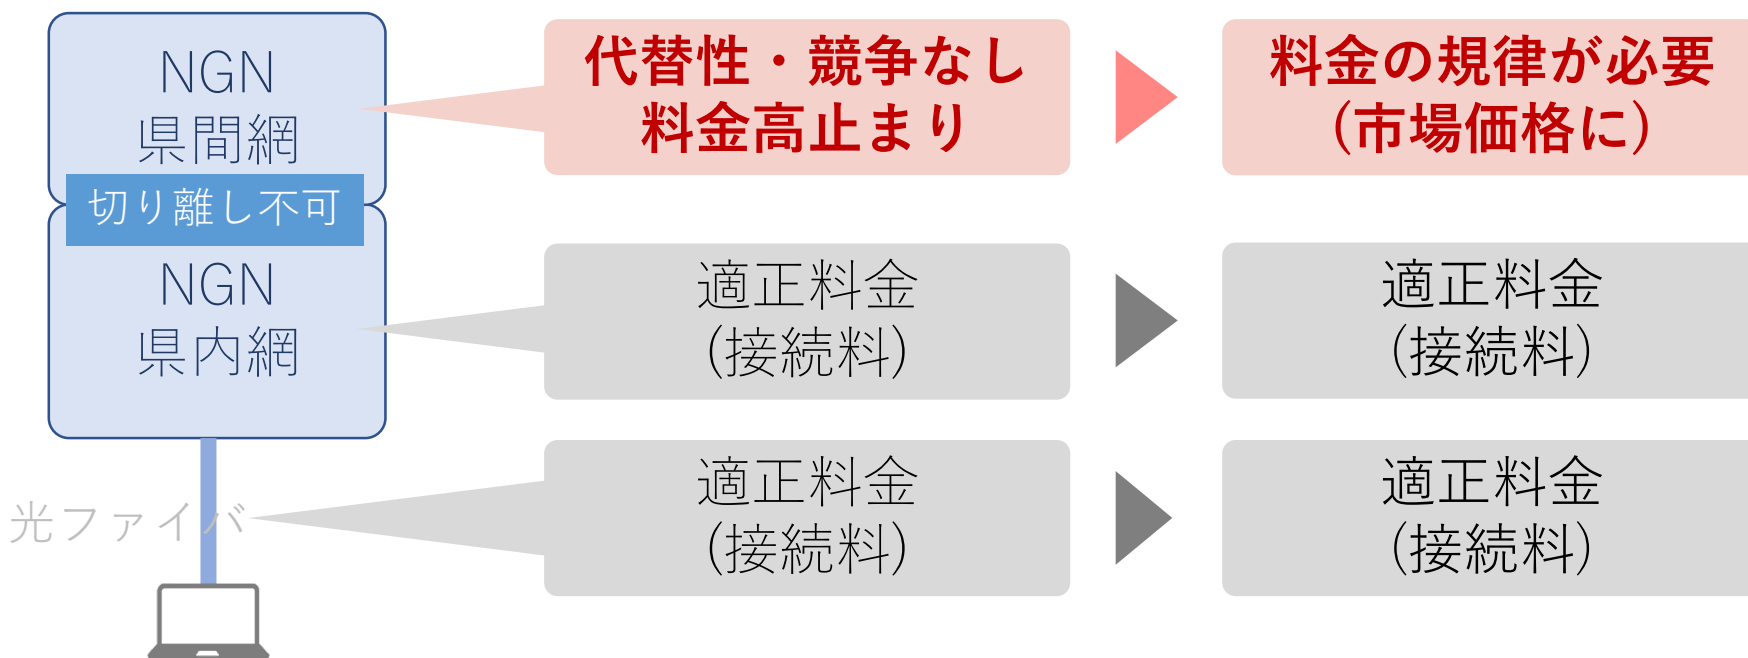 NGN
県間網
切り離し不可
NGN
県内網
光ファイバ
代替性・競争なし
料金高止まり
料金の規律が必要
(市場価格に)
適正料金
(接続料)
適正料金
(接続料)
適正料金
(接続料)
適正料金
(接続料)